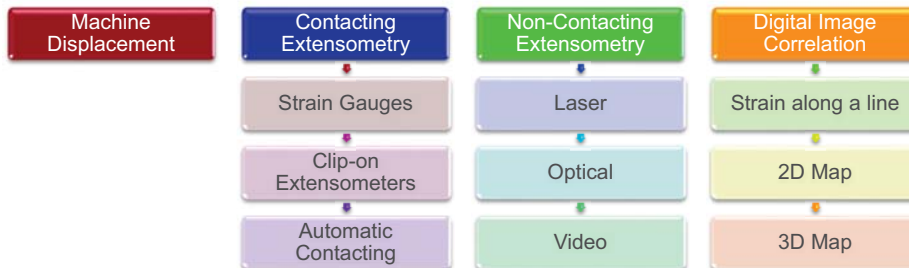 Machine
Displacement
Contacting
Extensometry
Strain Gauges
Clip-on
Extensometers
Automatic
Contacting
Non-Contacting
Extensometry
Laser
Optical
Video
Digital Image
Correlation
Strain along a line
2D Map
3D Map